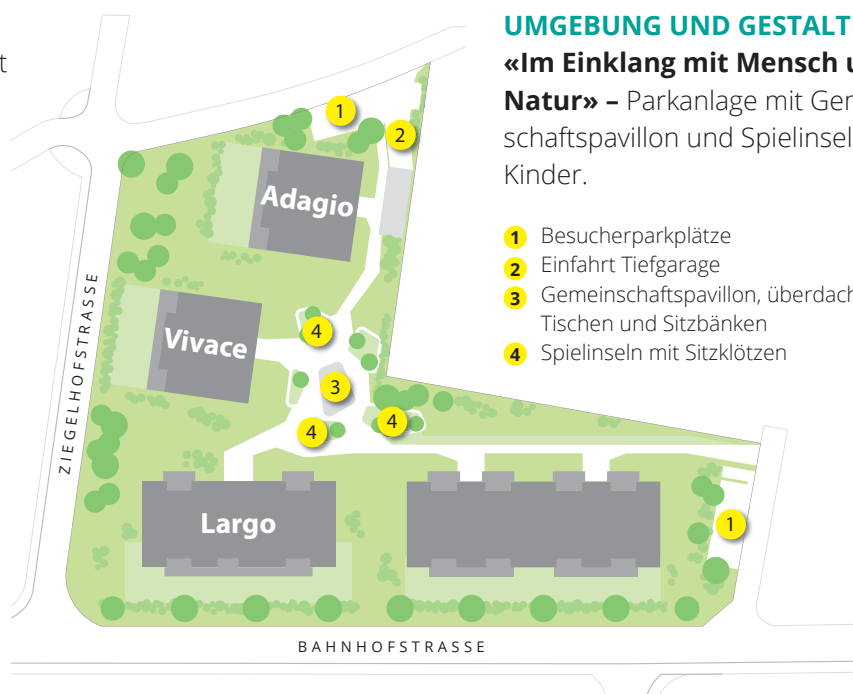 t
UMGEBUNG UND GESTALT
«Im Einklang mit Mensch u
Natur» – Parkanlage mit Gem
schaftspavillon und Spielinsel
Kinder.
1 Besucherparkplätze
2 Einfahrt Tiefgarage
3 Gemeinschaftspavillon, überdach
Tischen und Sitzbänken
4 Spielinseln mit Sitzklötzen
1
2
Adagio
4
Vivace
3
4
4
ZIEGELHOFSTRASSE
Largo
1
BAHNHOFSTRASSE